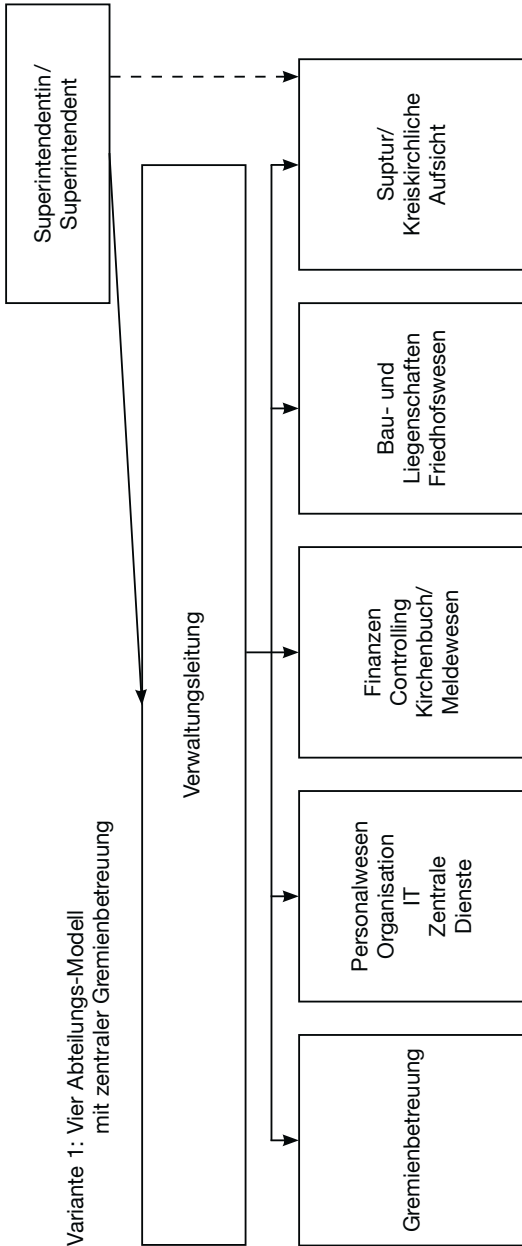 Variante 1: Vier Abteilungs-Modell
mit zentraler Gremienbetreuung
Superintendentin/
Superintendent
Verwaltungsleitung
Gremienbetreuung
Personalwesen
Organisation
IT
Zentrale
Dienste
Finanzen
Controlling
Kirchenbuch/
Meldewesen
Bau- und
Liegenschaften
Friedhofswesen
Suptur/
Kreiskirchliche
Aufsicht